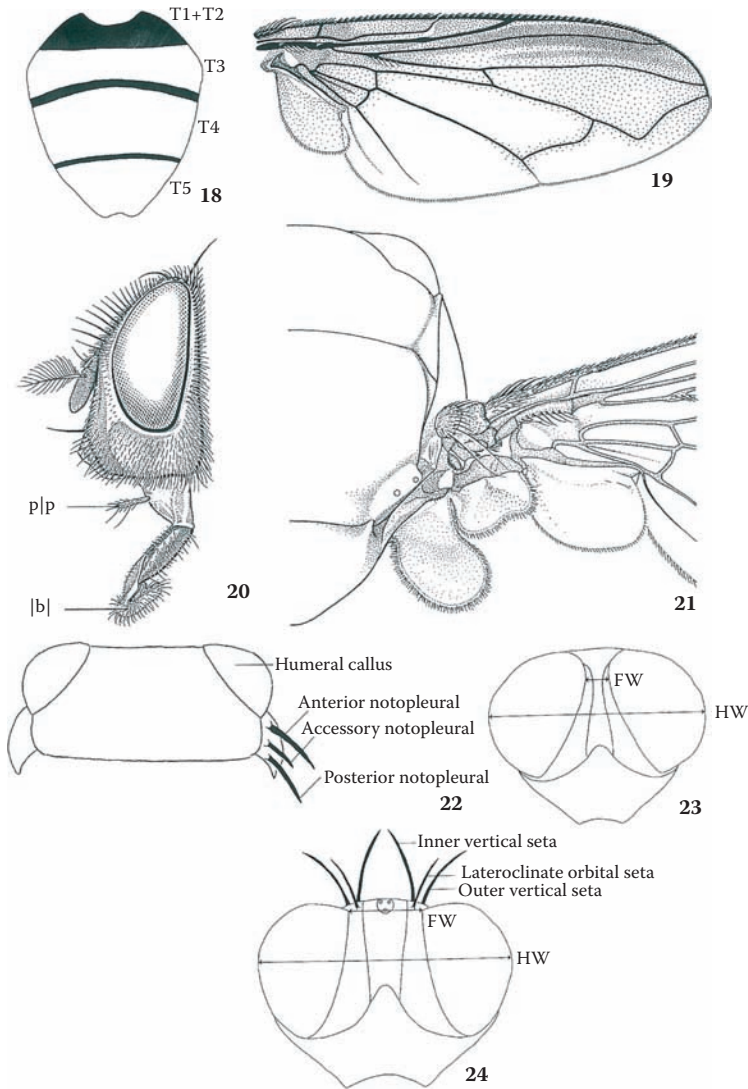 T1+T2
T3
T4
T5
18
19
p|p
|b|
20
21
Humeral callus
Anterior notopleural
Accessory notopleural
Posterior notopleural
22
FW
HW
23
Inner vertical seta
Lateroclinate orbital seta
Outer vertical seta
FW
HW
24